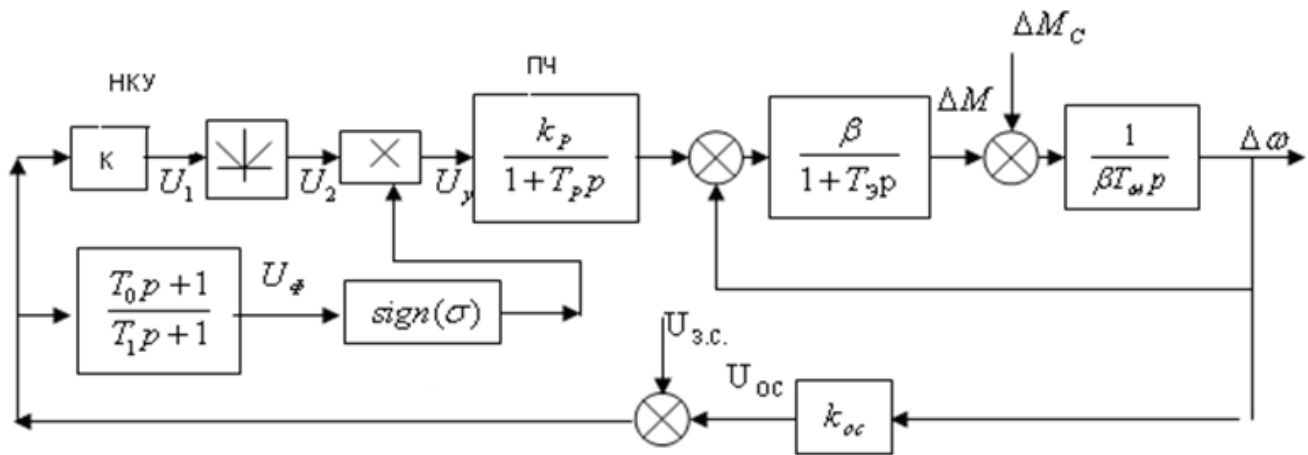 НКУ
ПЧ
ΔM_C
к
U_1
U_2
×
U_y
k_P
1 + T_P p
β
1 + T_Э p
ΔM
1
βT_ω p
Δω
T_0 p + 1
T_1 p + 1
U_Ф
sign(σ)
U_З.С.
U_ОС
k_ос